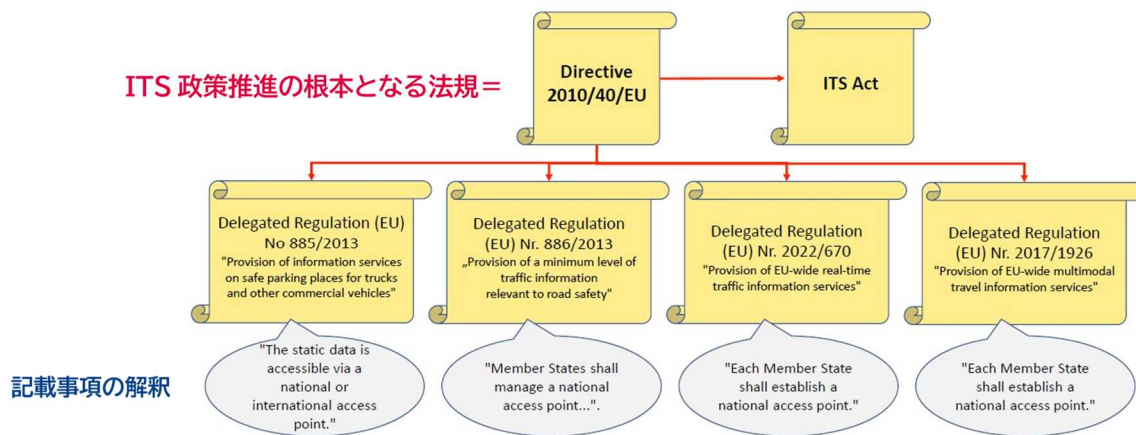 ITS 政策推進の根本となる法規＝
Directive
2010/40/EU
ITS Act
Delegated Regulation (EU)
No 885/2013
"Provision of information services
on safe parking places for trucks
and other commercial vehicles"
Delegated Regulation
(EU) Nr. 886/2013
„Provision of a minimum level of
traffic information
relevant to road safety"
Delegated Regulation
(EU) Nr. 2022/670
"Provision of EU-wide real-time
traffic information services"
Delegated Regulation
(EU) Nr. 2017/1926
"Provision of EU-wide multimodal
travel information services"
記載事項の解釈
"The static data is
accessible via a
national or
international access
point."
"Member States shall
manage a national
access point...".
"Each Member State
shall establish a
national access point."
"Each Member State
shall establish a
national access point."